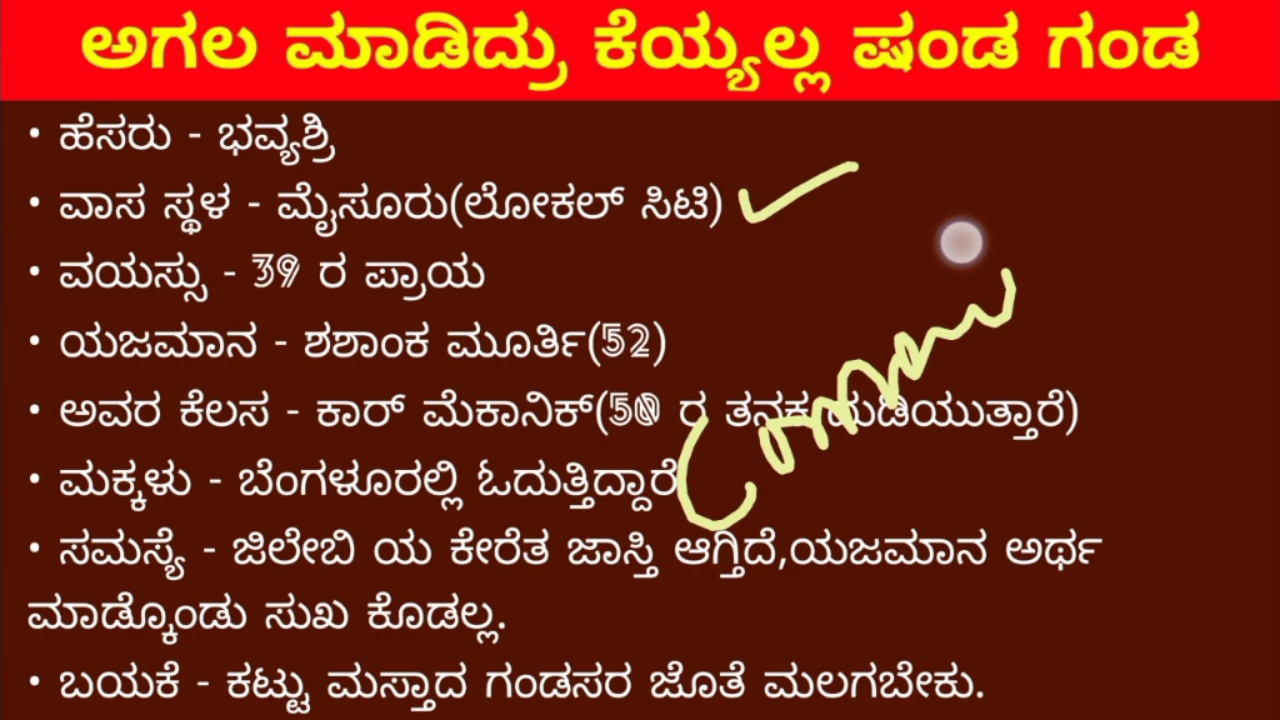 ಅಗಲ ಮಾಡಿದ್ರು ಕೆಯ್ಯಲ್ಲ ಷಂಡ ಗಂಡ
• ಹೆಸರು - ಭವ್ಯಶ್ರಿ
• ವಾಸ ಸ್ಥಳ - ಮೈಸೂರು(ಲೋಕಲ್ ಸಿಟಿ)
• ವಯಸ್ಸು - 39 ರ ಪ್ರಾಯ
• ಯಜಮಾನ - ಶಶಾಂಕ ಮೂರ್ತಿ(52)
• ಅವರ ಕೆಲಸ - ಕಾರ್ ಮೆಕಾನಿಕ್(50 ರ ತನಕ ದುಡಿಯುತ್ತಾರೆ)
• ಮಕ್ಕಳು - ಬೆಂಗಳೂರಲ್ಲಿ ಓದುತ್ತಿದ್ದಾರೆ
• ಸಮಸ್ಯೆ - ಜಿಲೇಬಿ ಯ ಕೇರೆತ ಜಾಸ್ತಿ ಆಗ್ತಿದೆ,ಯಜಮಾನ ಅರ್ಥ
ಮಾಡ್ಕೊಂಡು ಸುಖ ಕೊಡಲ್ಲ.
• ಬಯಕೆ - ಕಟ್ಟು ಮಸ್ತಾದ ಗಂಡಸರ ಜೊತೆ ಮಲಗಬೇಕು.